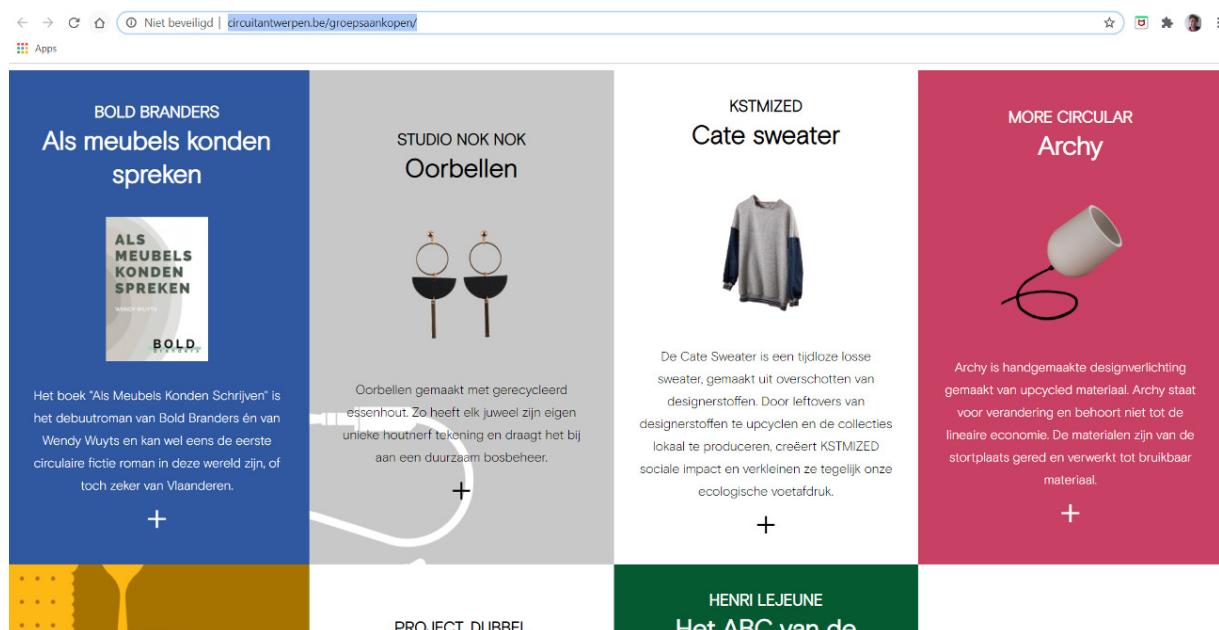 Niet beveiligd | circuitantwerpen.be/groepsaankopen/
Apps
BOLD BRANDERS
Als meubels konden
spreken
ALS
MEUBELS
KONDEN
SPREKEN
WENDY WUYTS
BOLD
Branders
Het boek "Als Meubels Konden Schrijven" is
het debuutroman van Bold Branders én van
Wendy Wuyts en kan wel eens de eerste
circulaire fictie roman in deze wereld zijn, of
toch zeker van Vlaanderen.
+
STUDIO NOK NOK
Oorbellen
Oorbellen gemaakt met gerecycleerd
essenhout. Zo heeft elk juweel zijn eigen
unieke houtnerf tekening en draagt het bij
aan een duurzaam bosbeheer.
+
KSTMIZED
Cate sweater
De Cate Sweater is een tijdloze losse
sweater, gemaakt uit overschotten van
designerstoffen. Door leftovers van
designerstoffen te upcyclen en de collecties
lokaal te produceren, creëert KSTMIZED
sociale impact en verkleinen ze tegelijk onze
ecologische voetafdruk.
+
MORE CIRCULAR
Archy
Archy is handgemaakte designverlichting
gemaakt van upcycled materiaal. Archy staat
voor verandering en behoort niet tot de
lineaire economie. De materialen zijn van de
stortplaats gered en verwerkt tot bruikbaar
materiaal.
+
PROJECT DUBBEL
HENRI LEJEUNE
Het ABC van de